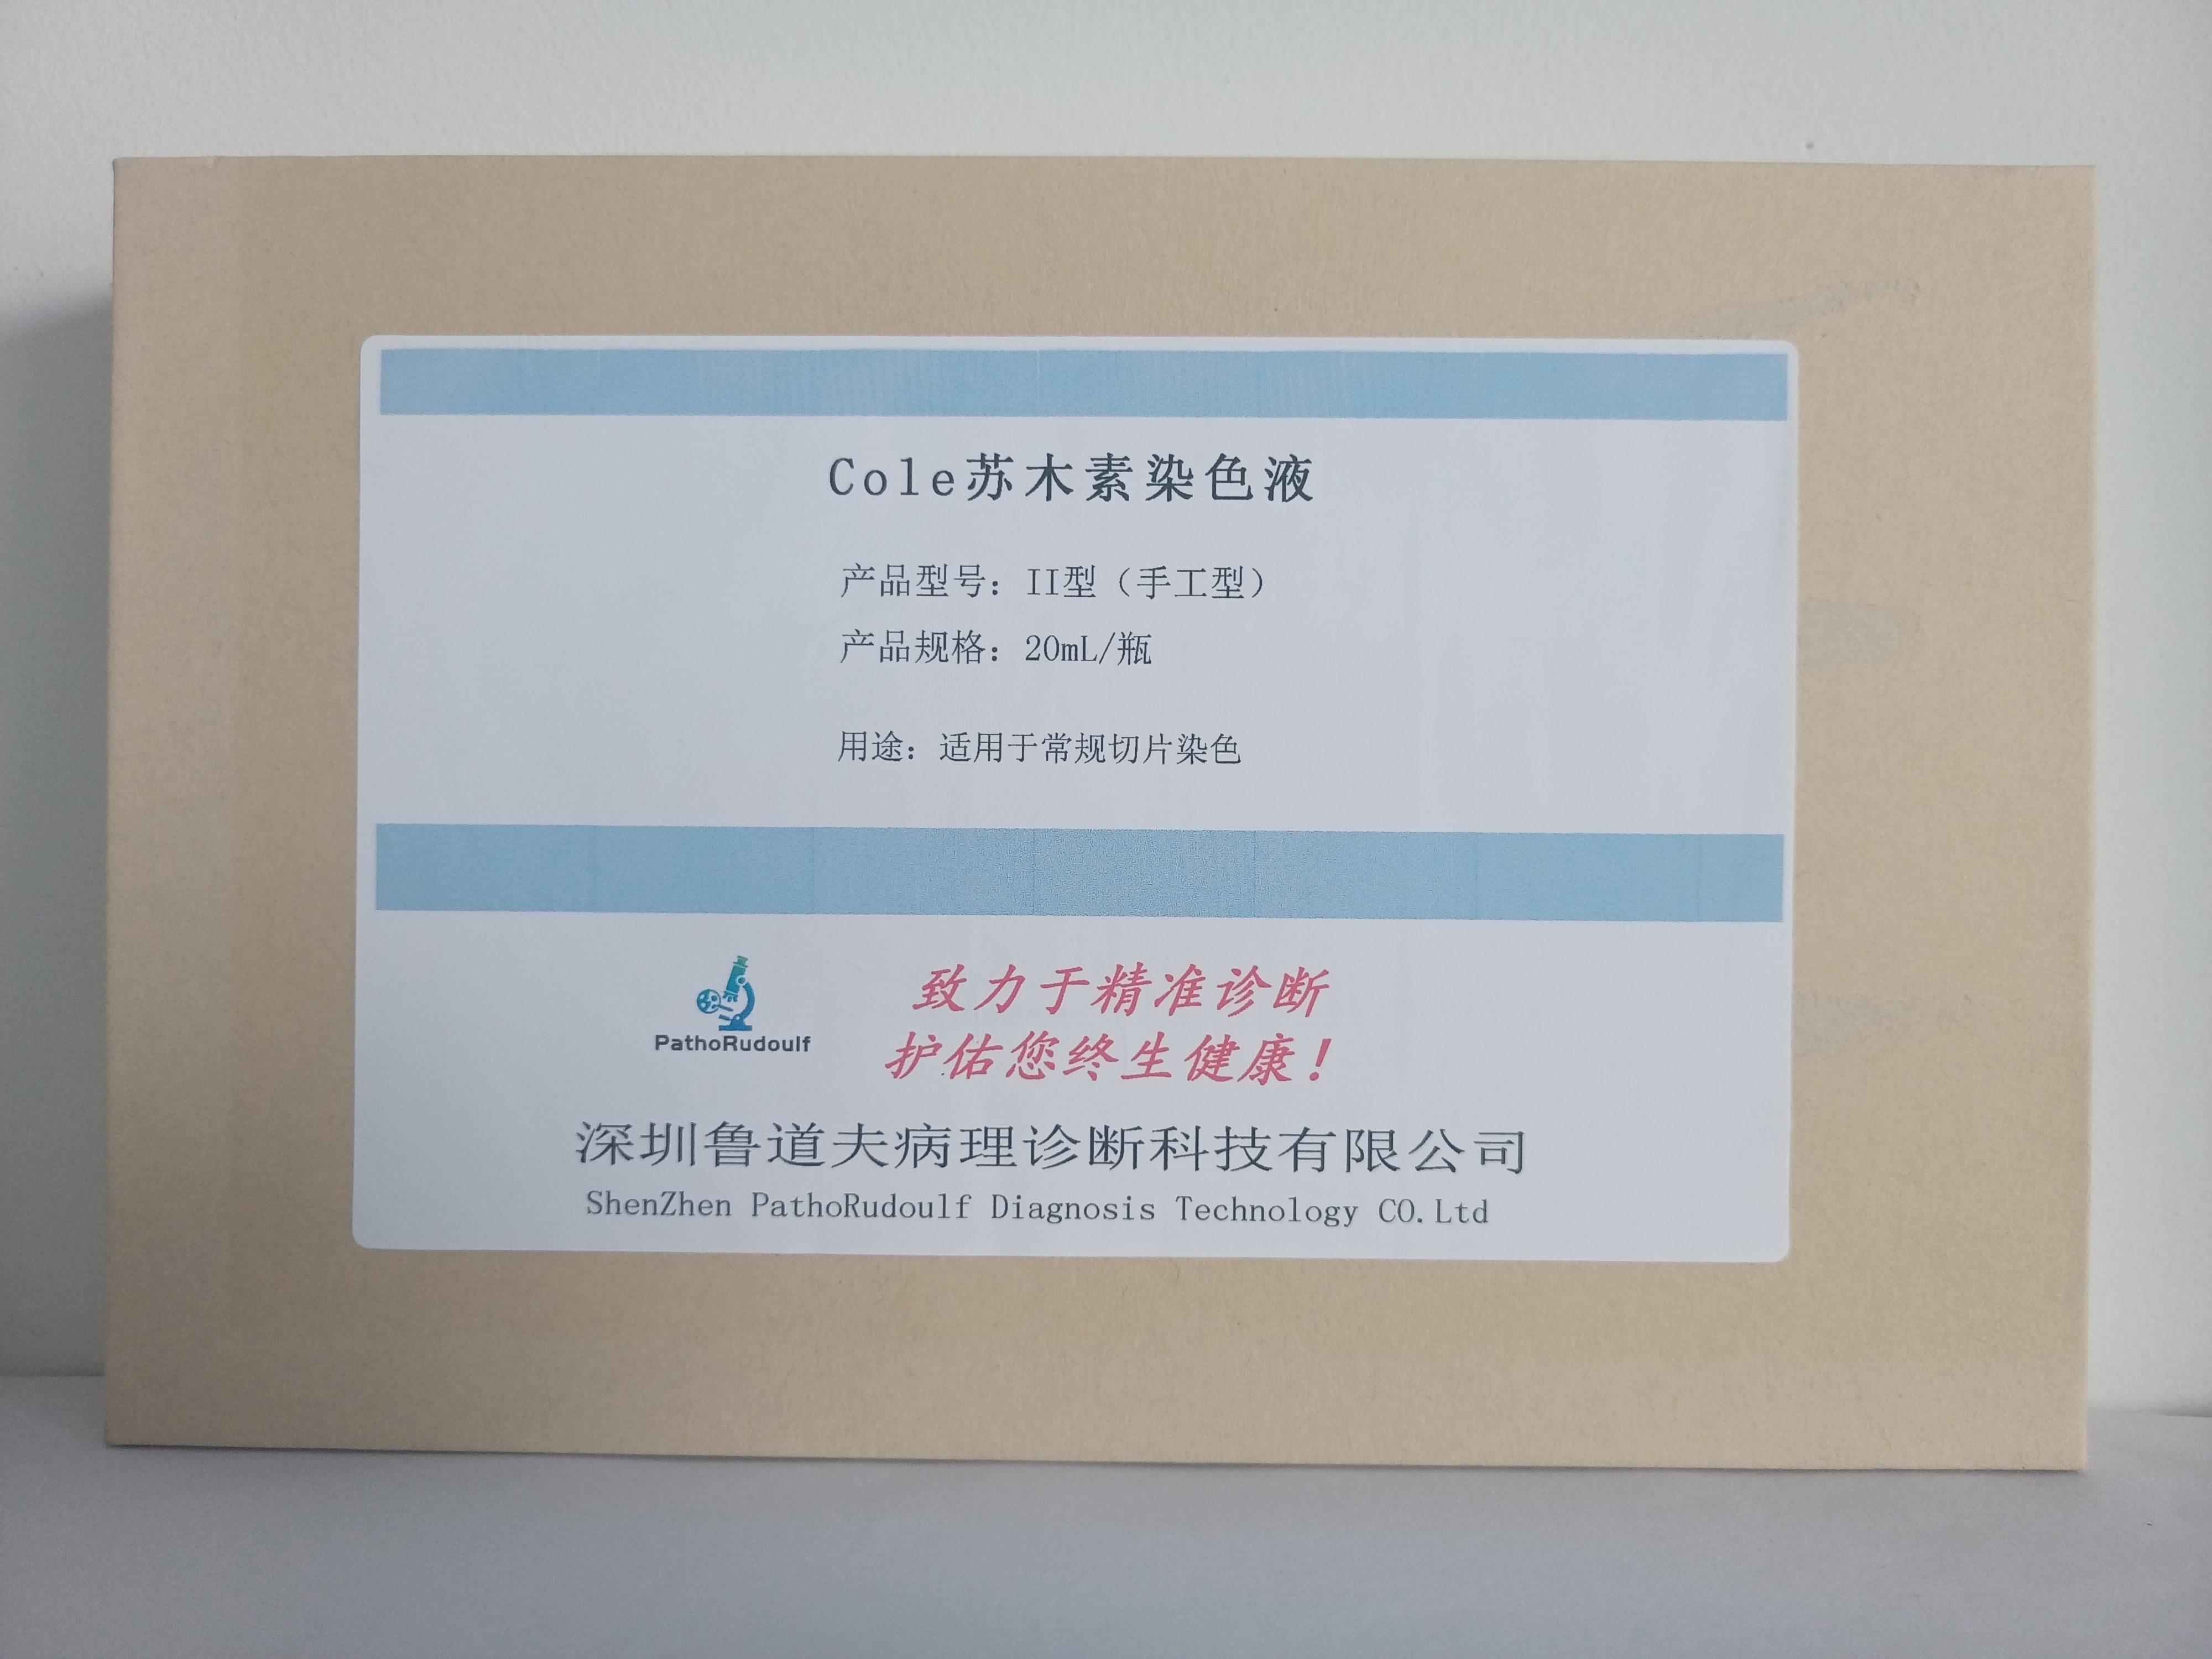 Cole苏木素染色液
产品型号：II型（手工型）
产品规格：20mL/瓶
用途：适用于常规切片染色
PathoRudoulf
致力于精准诊断
护佑您终生健康！
深圳鲁道夫病理诊断科技有限公司
ShenZhen PathoRudoulf Diagnosis Technology CO.Ltd